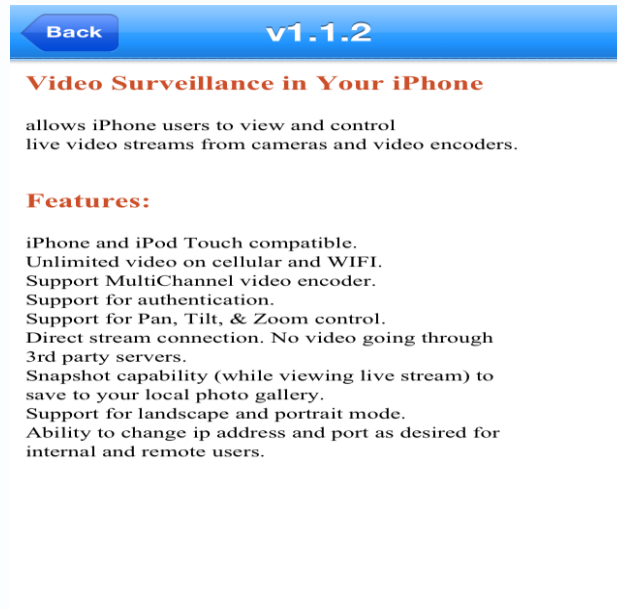 Back
v1.1.2
Video Surveillance in Your iPhone
allows iPhone users to view and control
live video streams from cameras and video encoders.
Features:
iPhone and iPod Touch compatible.
Unlimited video on cellular and WIFI.
Support MultiChannel video encoder.
Support for authentication.
Support for Pan, Tilt, & Zoom control.
Direct stream connection. No video going through
3rd party servers.
Snapshot capability (while viewing live stream) to
save to your local photo gallery.
Support for landscape and portrait mode.
Ability to change ip address and port as desired for
internal and remote users.